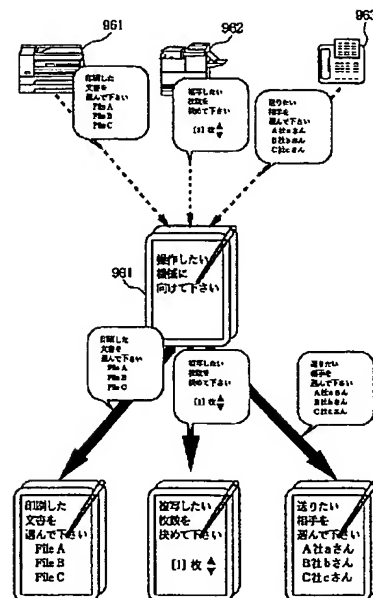 961
962
963
印刷した
文書を
選んで下さい
File A
File B
File C
複写したい
枚数を
決めて下さい
[1] 枚
送りたい
相手を
選んで下さい
A社aさん
B社bさん
C社cさん
961
操作したい
機械に
向けて下さい
印刷した
文書を
選んで下さい
File A
File B
File C
複写したい
枚数を
決めて下さい
[1] 枚
送りたい
相手を
選んで下さい
A社aさん
B社bさん
C社cさん
印刷した
文書を
選んで下さい
File A
File B
File C
複写したい
枚数を
決めて下さい
[1] 枚
送りたい
相手を
選んで下さい
A社aさん
B社bさん
C社cさん